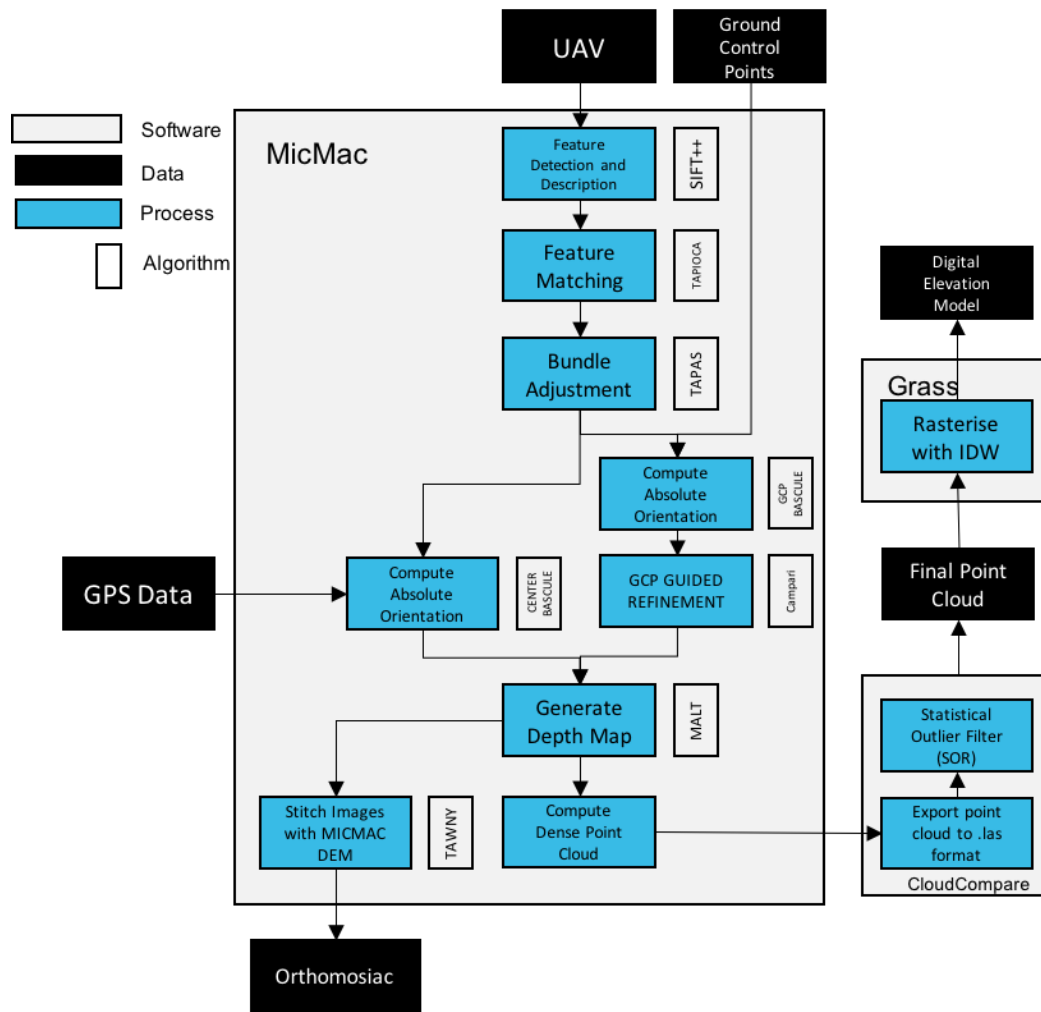 UAV
Ground
Control
Points
Software
Data
Process
Algorithm
MicMac
Feature
Detection and
Description
SIFT++
Feature
Matching
TAPIOCA
Bundle
Adjustment
TAPAS
Compute
Absolute
Orientation
GCP
BASCULE
GPS Data
Compute
Absolute
Orientation
CENTER
BASCULE
GCP GUIDED
REFINEMENT
Campari
Generate
Depth Map
MALT
Stitch Images
with MICMAC
DEM
TAWNY
Compute
Dense Point
Cloud
Orthomosiac
Digital
Elevation
Model
Grass
Rasterise
with IDW
Final Point
Cloud
Statistical
Outlier Filter
(SOR)
Export point
cloud to .las
format
CloudCompare